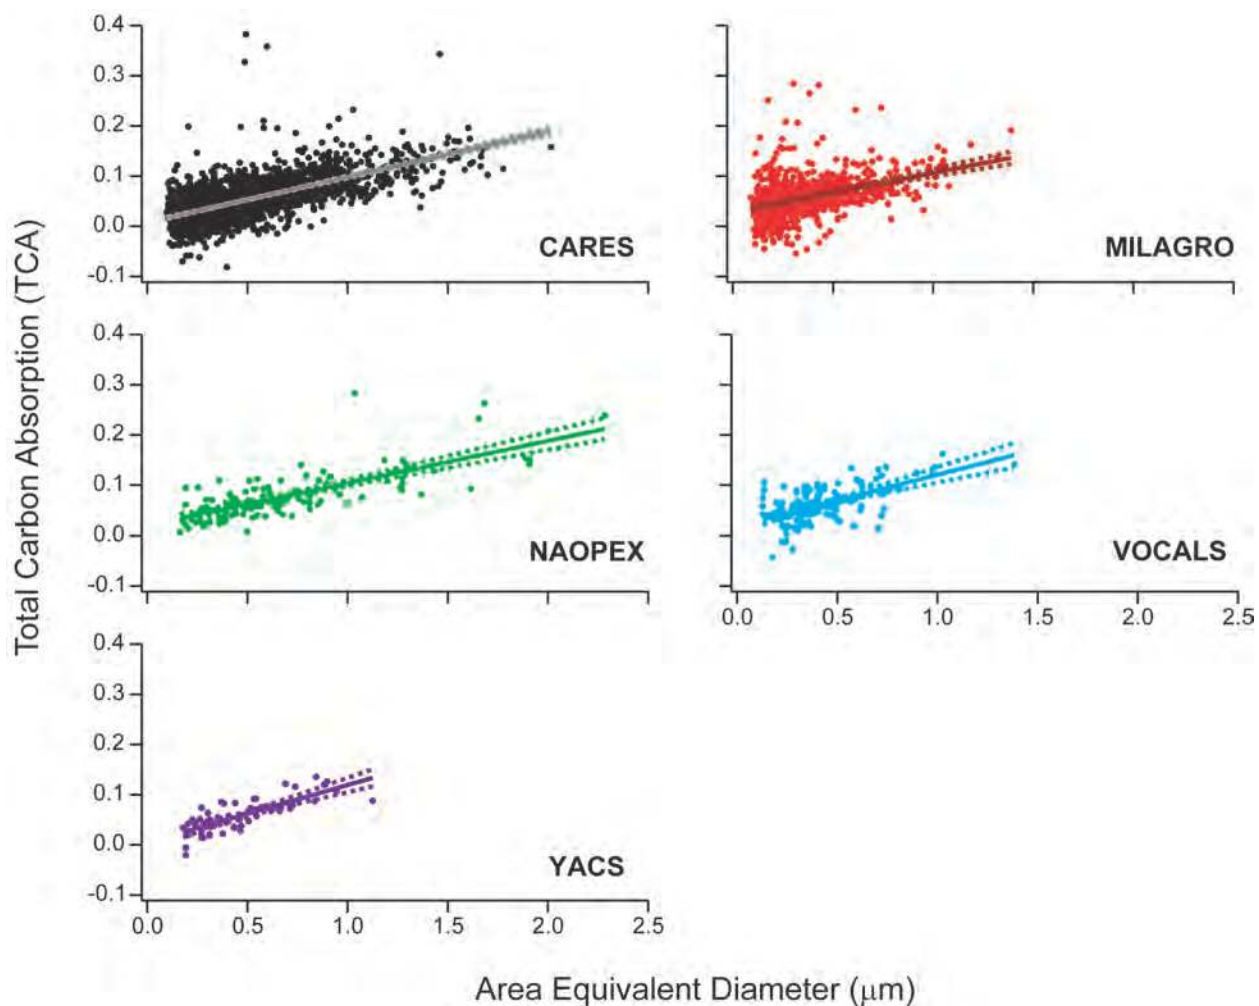 Total Carbon Absorption (TCA)
0.4
0.3
0.2
0.1
0.0
-0.1
CARES
MILAGRO
0.4
0.3
0.2
0.1
0.0
-0.1
NAOPEX
VOCALS
0.0 0.5 1.0 1.5 2.0 2.5
0.4
0.3
0.2
0.1
0.0
-0.1
YACS
0.0 0.5 1.0 1.5 2.0 2.5
Area Equivalent Diameter (μm)